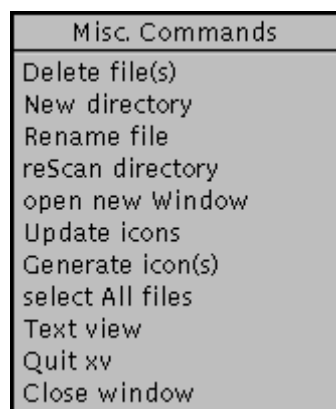 Misc. Commands
Delete file(s)
New directory
Rename file
reScan directory
open new Window
Update icons
Generate icon(s)
select All files
Text view
Quit xv
Close window